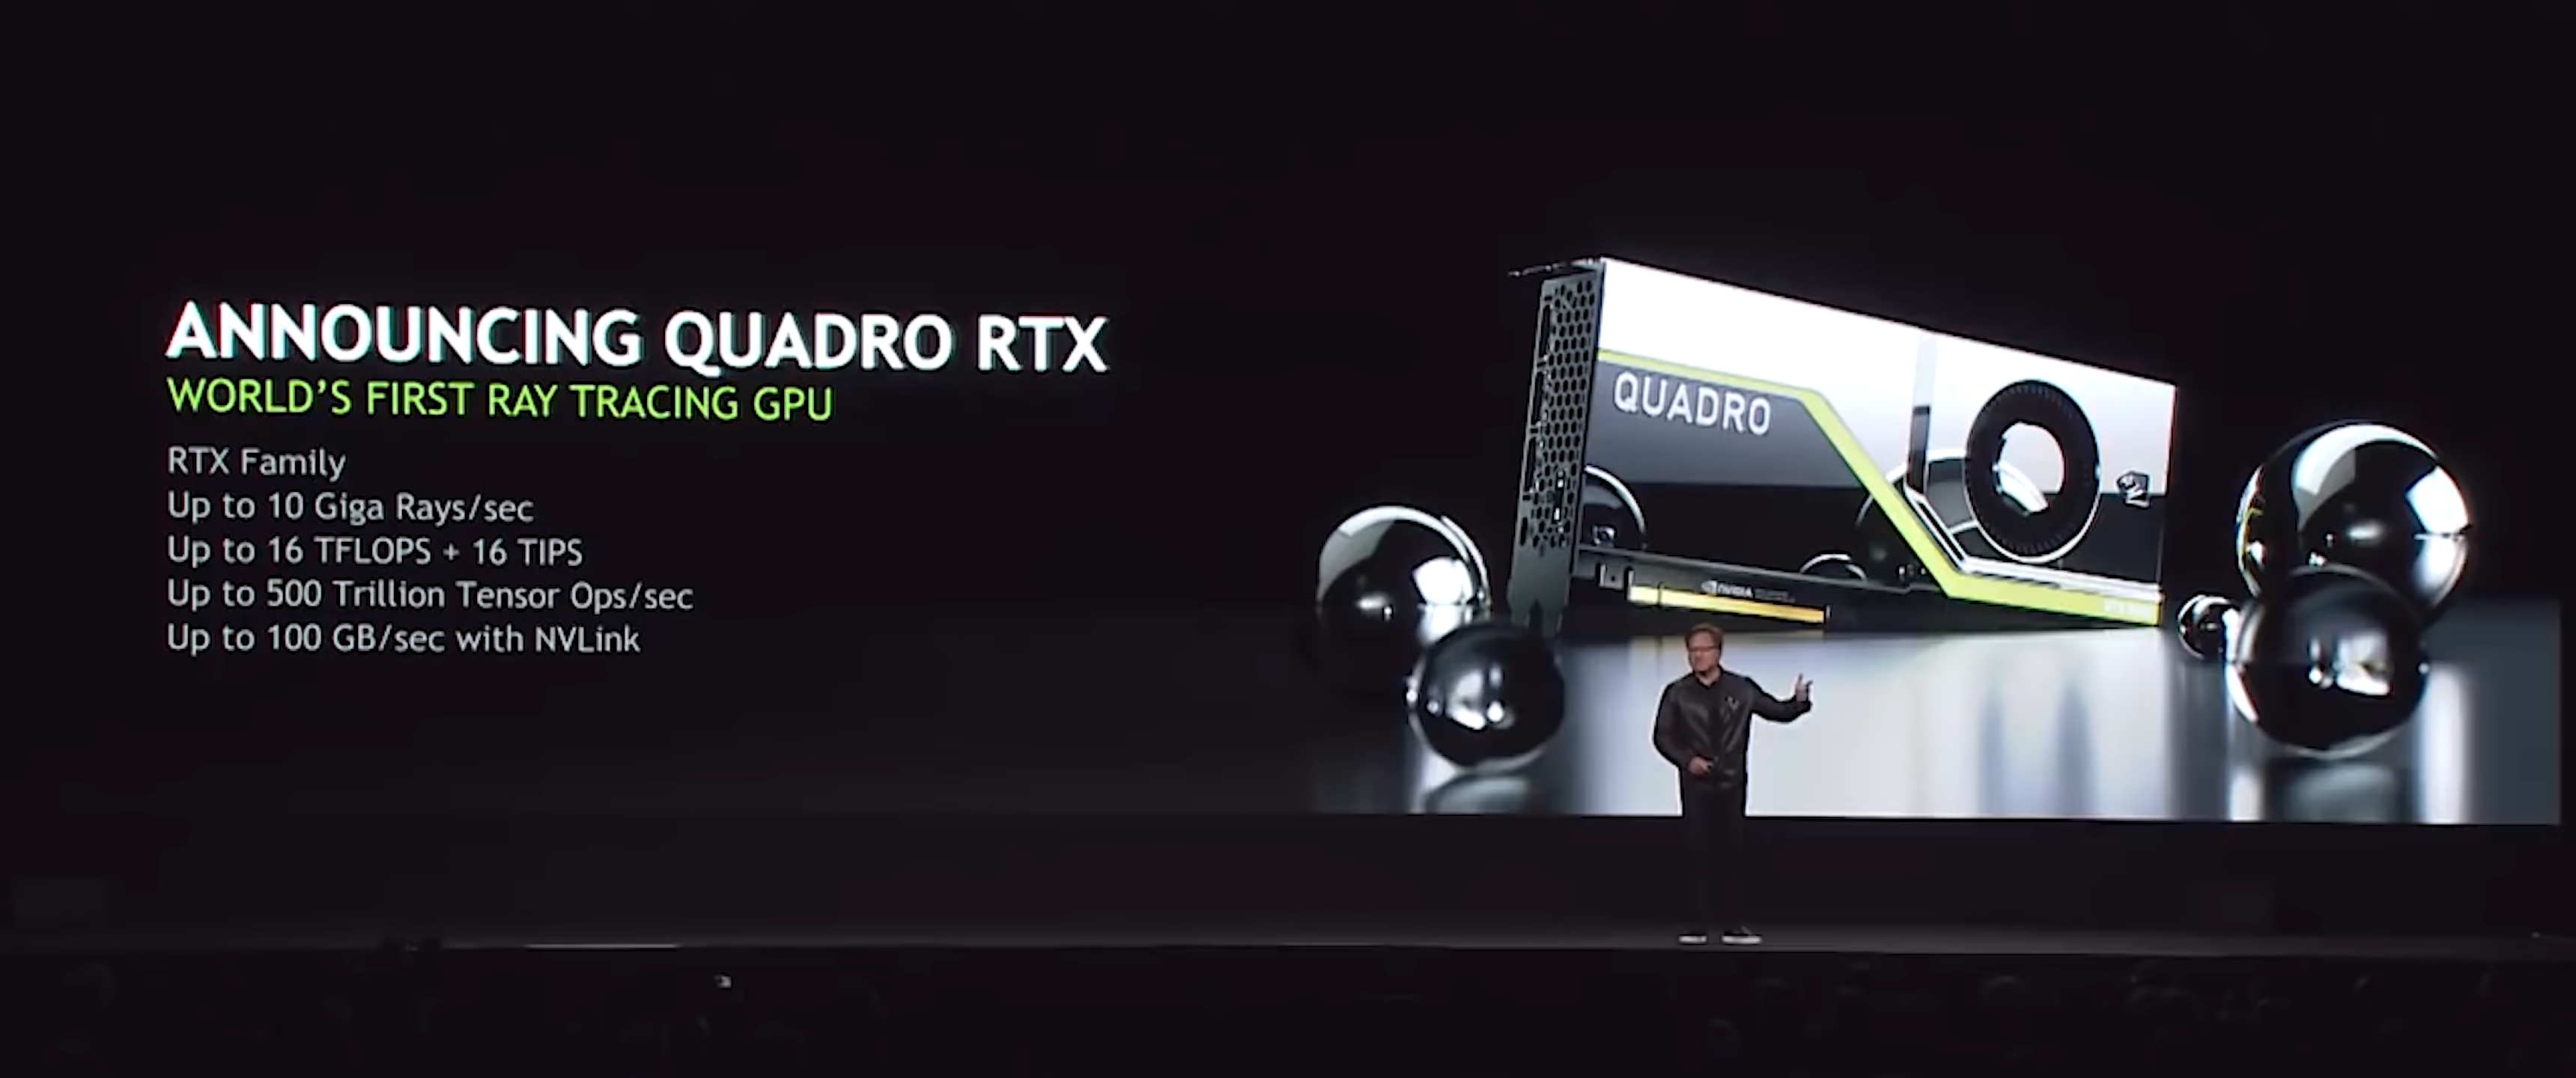 ANNOUNCING QUADRO RTX
WORLD'S FIRST RAY TRACING GPU
RTX Family
Up to 10 Giga Rays/sec
Up to 16 TFLOPS + 16 TIPS
Up to 500 Trillion Tensor Ops/sec
Up to 100 GB/sec with NVLink
QUADRO
NVIDIA